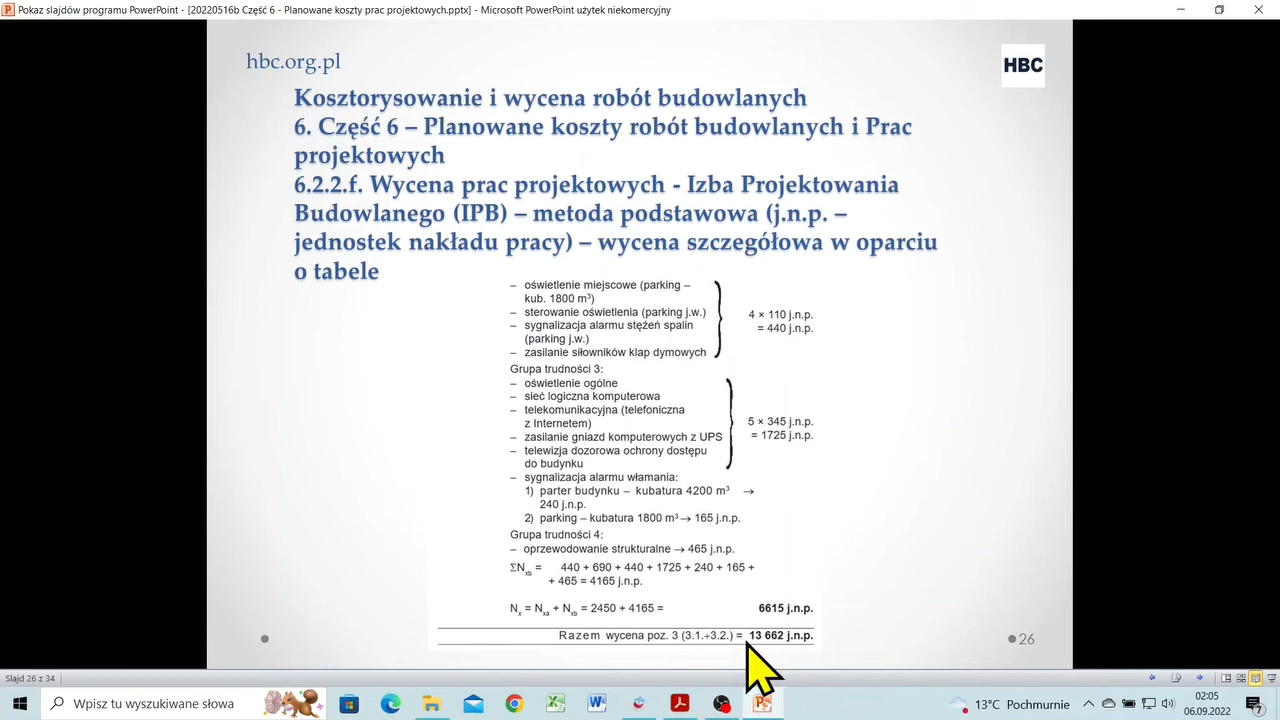 Pokaz slajdów programu PowerPoint - [20220516b Część 6 - Planowane koszty prac projektowych.pptx] - Microsoft PowerPoint użytek niekomercyjny
hbc.org.pl
HBC
Kosztorysowanie i wycena robót budowlanych
6. Część 6 – Planowane koszty robót budowlanych i Prac
projektowych
6.2.2.f. Wycena prac projektowych - Izba Projektowania
Budowlanego (IPB) – metoda podstawowa (j.n.p. –
jednostek nakładu pracy) – wycena szczegółowa w oparciu
o tabele
– oświetlenie miejscowe (parking –
kub. 1800 m³)
– sterowanie oświetlenia (parking j.w.)
– sygnalizacja alarmu stężeń spalin
(parking j.w.)
– zasilanie siłowników klap dymowych
4 × 110 j.n.p.
= 440 j.n.p.
Grupa trudności 3:
– oświetlenie ogólne
– sieć logiczna komputerowa
– telekomunikacyjna (telefoniczna
z Internetem)
– zasilanie gniazd komputerowych z UPS
– telewizja dozorowa ochrony dostępu
do budynku
5 × 345 j.n.p.
= 1725 j.n.p.
– sygnalizacja alarmu włamania:
1) parter budynku – kubatura 4200 m³ →
240 j.n.p.
2) parking – kubatura 1800 m³ → 165 j.n.p.
Grupa trudności 4:
– oprzewodowanie strukturalne → 465 j.n.p.
ΣNxb = 440 + 690 + 440 + 1725 + 240 + 165 +
+ 465 = 4165 j.n.p.
Nx = Nxa + Nxb = 2450 + 4165 = 6615 j.n.p.
Razem wycena poz. 3 (3.1.÷3.2.) = 13 662 j.n.p.
26
Slajd 26 z 34
Wpisz tu wyszukiwane słowa
13°C Pochmurnie
02:05
06.09.2022
7